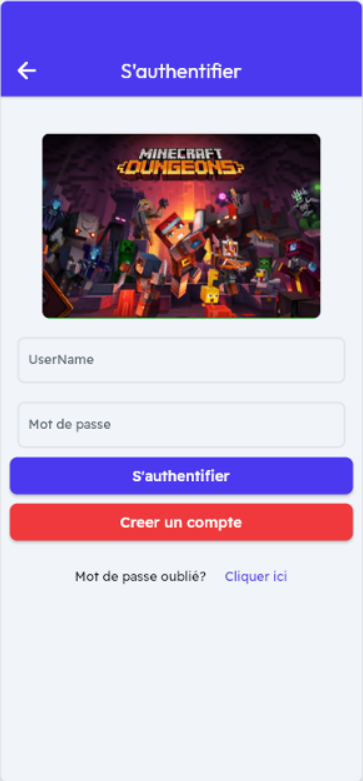 S'authentifier
MINECRAFT
DUNGEONS
UserName
Mot de passe
S'authentifier
Creer un compte
Mot de passe oublié? Cliquer ici